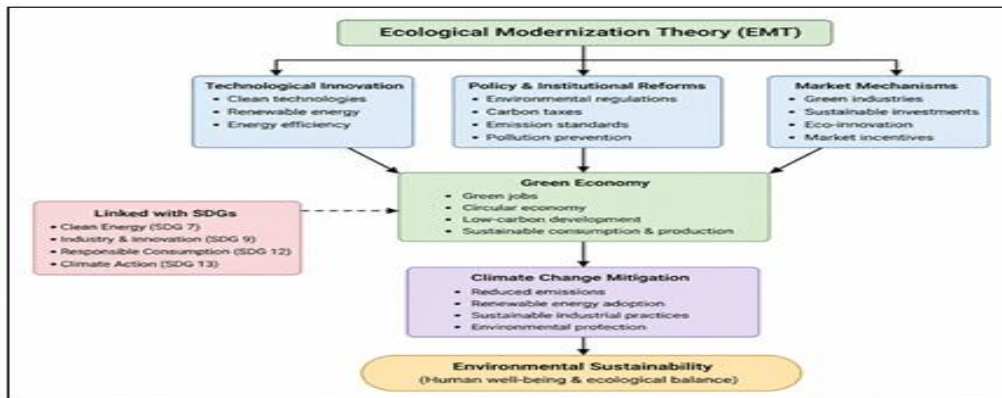 Ecological Modernization Theory (EMT)
Technological Innovation
• Clean technologies
• Renewable energy
• Energy efficiency
Policy & Institutional Reforms
• Environmental regulations
• Carbon taxes
• Emission standards
• Pollution prevention
Market Mechanisms
• Green industries
• Sustainable investments
• Eco-innovation
• Market incentives
Green Economy
• Green jobs
• Circular economy
• Low-carbon development
• Sustainable consumption & production
Linked with SDGs
• Clean Energy (SDG 7)
• Industry & Innovation (SDG 9)
• Responsible Consumption (SDG 12)
• Climate Action (SDG 13)
Climate Change Mitigation
• Reduced emissions
• Renewable energy adoption
• Sustainable industrial practices
• Environmental protection
Environmental Sustainability
(Human well-being & ecological balance)